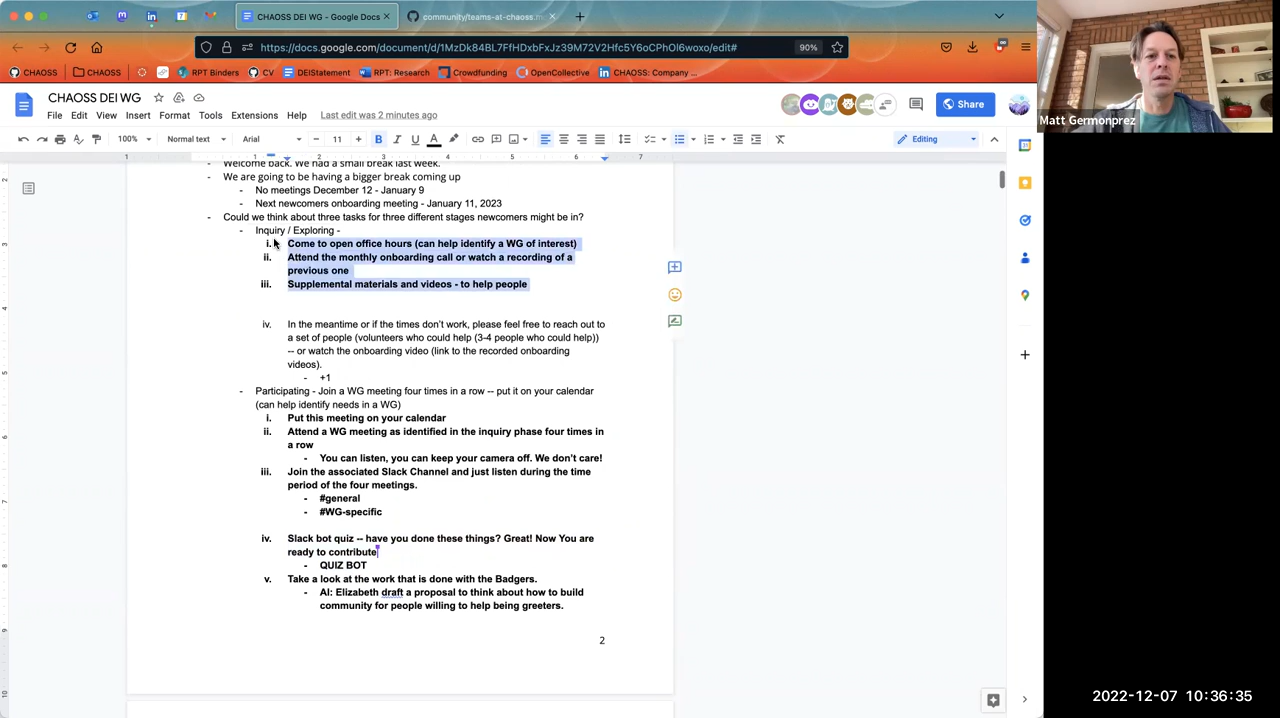 CHAOSS DEI WG - Google Docs
community/teams-at-chaoss.m
https://docs.google.com/document/d/1MzDk84BL7FfHDxbFxJz39M72V2Hfc5Y6oCPhOl6woxo/edit#
90%
CHAOSS
CHAOSS
RPT Binders
CV
DEIStatement
RPT: Research
Crowdfunding
OpenCollective
CHAOSS: Company ...
CHAOSS DEI WG
File Edit View Insert Format Tools Extensions Help
Last edit was 2 minutes ago
Share
100%
Normal text
Arial
11
Editing
Matt Germonprez
- Welcome back. We had a small break last week.
- We are going to be having a bigger break coming up
- No meetings December 12 - January 9
- Next newcomers onboarding meeting - January 11, 2023
- Could we think about three tasks for three different stages newcomers might be in?
- Inquiry / Exploring -
i. Come to open office hours (can help identify a WG of interest)
ii. Attend the monthly onboarding call or watch a recording of a
previous one
iii. Supplemental materials and videos - to help people
iv. In the meantime or if the times don't work, please feel free to reach out to
a set of people (volunteers who could help (3-4 people who could help))
-- or watch the onboarding video (link to the recorded onboarding
videos).
- +1
- Participating - Join a WG meeting four times in a row -- put it on your calendar
(can help identify needs in a WG)
i. Put this meeting on your calendar
ii. Attend a WG meeting as identified in the inquiry phase four times in
a row
- You can listen, you can keep your camera off. We don't care!
iii. Join the associated Slack Channel and just listen during the time
period of the four meetings.
- #general
- #WG-specific
iv. Slack bot quiz -- have you done these things? Great! Now You are
ready to contribute
- QUIZ BOT
v. Take a look at the work that is done with the Badgers.
- AI: Elizabeth draft a proposal to think about how to build
community for people willing to help being greeters.
2
2022-12-07 10:36:35